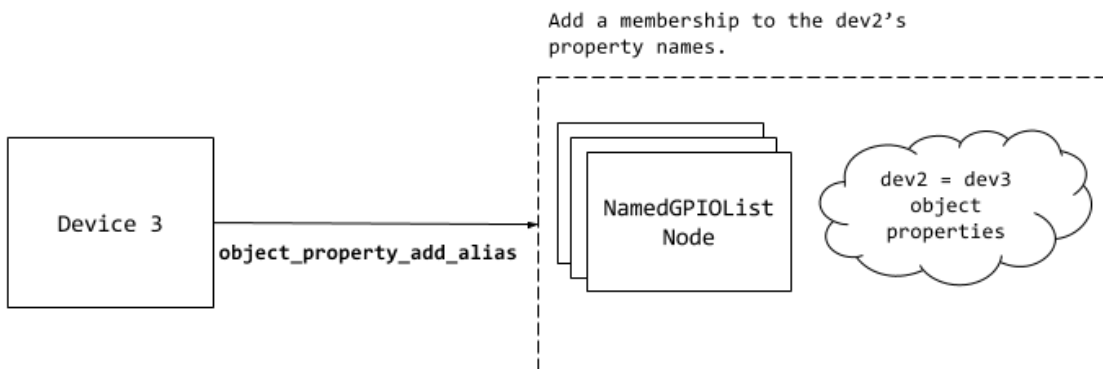 Add a membership to the dev2’s
property names.
Device 3
object_property_add_alias
NamedGPIOList
Node
dev2 = dev3
object
properties